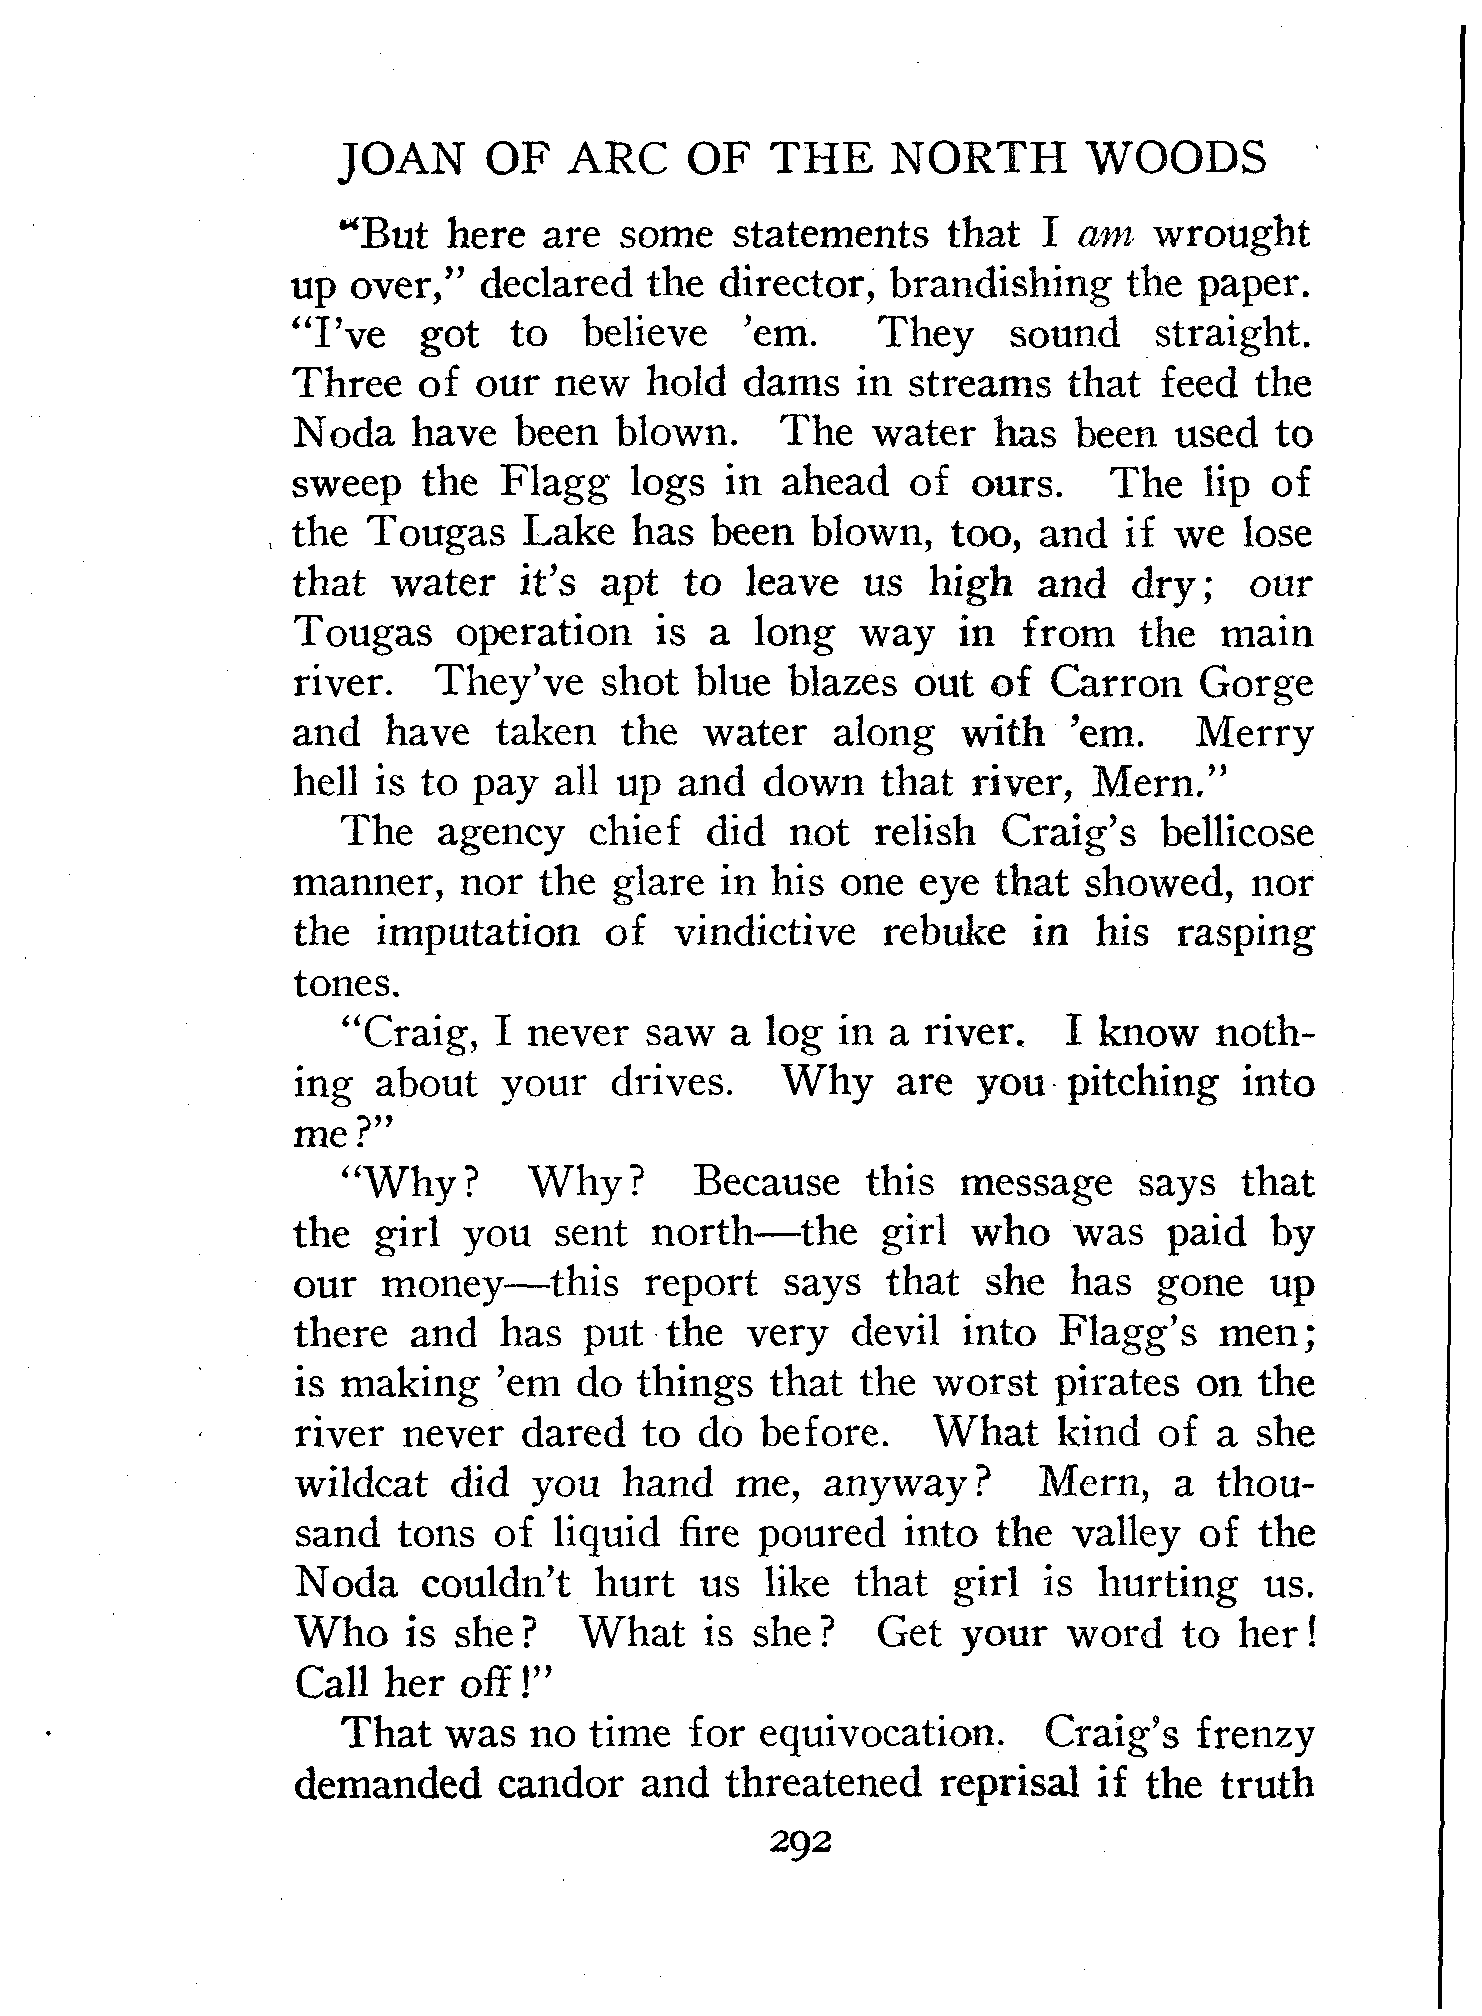 JOAN OF ARC OF THE NORTH WOODS
"But here are some statements that I am wrought
up over," declared the director, brandishing the paper.
"I've got to believe 'em. They sound straight.
Three of our new hold dams in streams that feed the
Noda have been blown. The water has been used to
sweep the Flagg logs in ahead of ours. The lip of
the Tougas Lake has been blown, too, and if we lose
that water it's apt to leave us high and dry; our
Tougas operation is a long way in from the main
river. They've shot blue blazes out of Carron Gorge
and have taken the water along with 'em. Merry
hell is to pay all up and down that river, Mern."
The agency chief did not relish Craig's bellicose
manner, nor the glare in his one eye that showed, nor
the imputation of vindictive rebuke in his rasping
tones.
"Craig, I never saw a log in a river. I know noth-
ing about your drives. Why are you pitching into
me?"
"Why? Why? Because this message says that
the girl you sent north—the girl who was paid by
our money—this report says that she has gone up
there and has put the very devil into Flagg's men;
is making 'em do things that the worst pirates on the
river never dared to do before. What kind of a she
wildcat did you hand me, anyway? Mern, a thou-
sand tons of liquid fire poured into the valley of the
Noda couldn't hurt us like that girl is hurting us.
Who is she? What is she? Get your word to her!
Call her off!"
That was no time for equivocation. Craig's frenzy
demanded candor and threatened reprisal if the truth
292